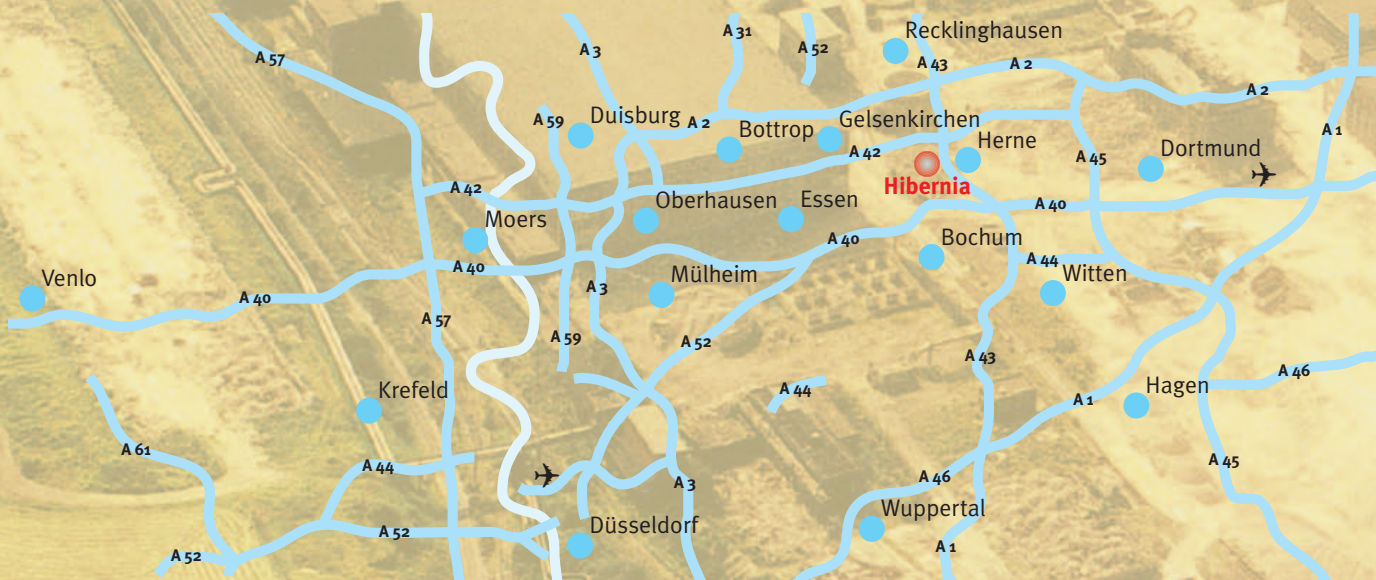 Recklinghausen
A 31
A 3
A 52
A 57
A 43
A 2
A 2
A 59
Duisburg
A 2
Bottrop
Gelsenkirchen
A 1
Herne
Dortmund
A 42
A 45
A 42
Hibernia
Oberhausen
Essen
A 40
Moers
A 40
Bochum
A 44
A 40
Mülheim
Witten
Venlo
A 40
A 3
A 57
A 59
A 52
A 43
A 46
Krefeld
A 44
Hagen
A 1
A 61
A 44
A 45
A 3
A 46
Wuppertal
Düsseldorf
A 52
A 1
A 52